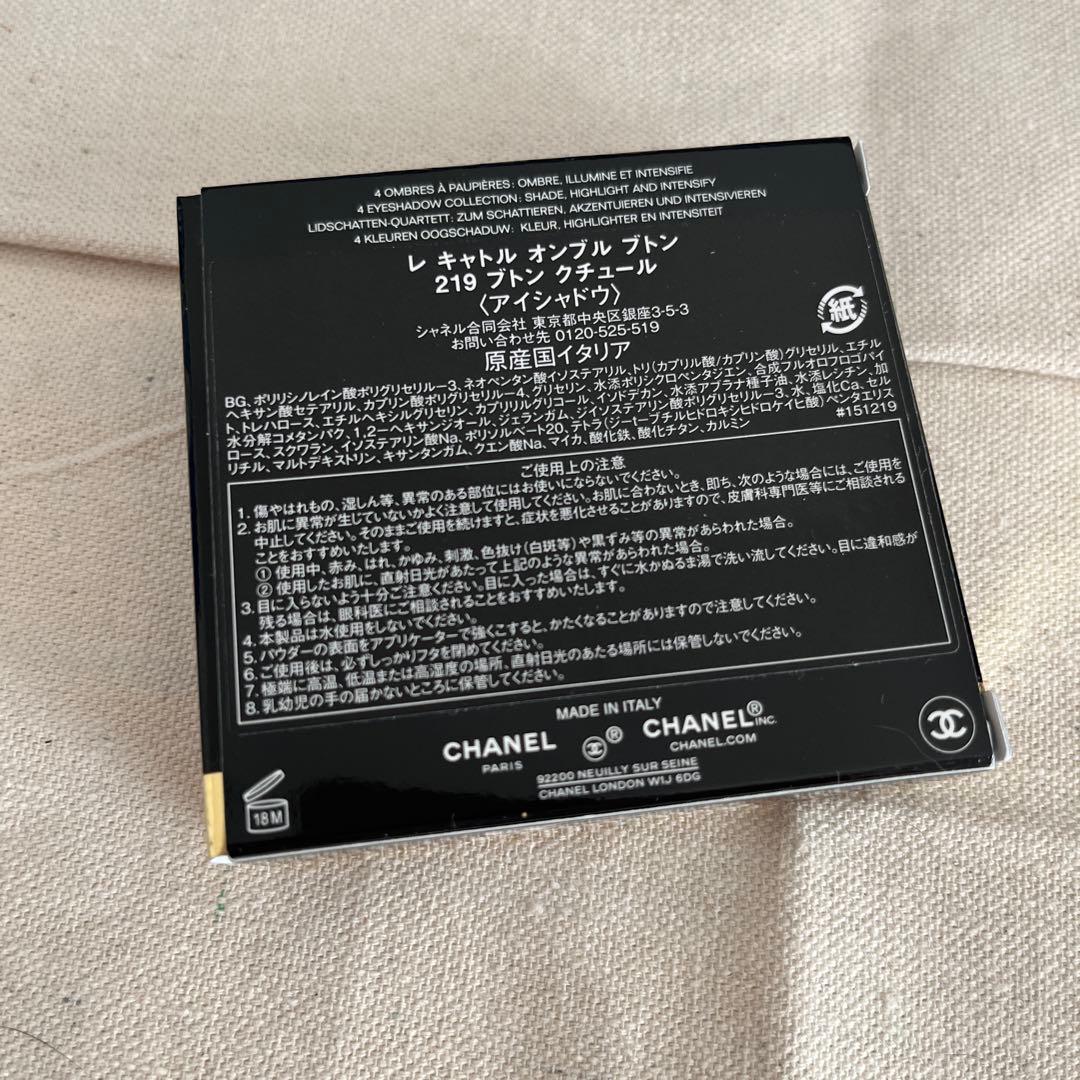 4 OMBRES À PAUPIÈRES: OMBRE, ILLUMINE ET INTENSIFIE
4 EYESHADOW COLLECTION: SHADE, HIGHLIGHT AND INTENSIFY
LIDSCHATTEN-QUARTETT: ZUM SCHATTIEREN, AKZENTUIEREN UND INTENSIVIEREN
4 KLEUREN OOGSCHADUW: KLEUR, HIGHLIGHTER EN INTENSITEIT
レ キャトル オンブル ブトン
219 ブトン クチュール
〈アイシャドウ〉
シャネル合同会社 東京都中央区銀座3-5-3
お問い合わせ先 0120-525-519
原産国イタリア
紙
BG、ポリリシノレイン酸ポリグリセリル-3、ネオペンタン酸イソステアリル、トリ(カプリル酸/カプリン酸)グリセリル、エチル
ヘキサン酸セテアリル、カプリン酸ポリグリセリル-4、グリセリン、水添ポリシクロペンタジエン、合成フルオロフロゴパイ
ト、トレハロース、エチルヘキシルグリセリン、カプリリルグリコール、イソドデカン、水添アブラナ種子油、水添レシチン、加
水分解コメタンパク、1,2-ヘキサンジオール、ジェランガム、ジイソステアリン酸ポリグリセリル-3、水、塩化Ca、セル
ロース、スクワラン、イソステアリン酸Na、ポリソルベート20、テトラ(ジ-t-ブチルヒドロキシヒドロケイヒ酸)ペンタエリス
リチル、マルトデキストリン、キサンタンガム、クエン酸Na、マイカ、酸化鉄、酸化チタン、カルミン #151219
ご使用上の注意
1. 傷やはれもの、湿しん等、異常のある部位にはお使いにならないでください。
2. お肌に異常が生じていないかよく注意して使用してください。お肌に合わないとき、即ち、次のような場合には、ご使用を
中止してください。そのままご使用を続けますと、症状を悪化させることがありますので、皮膚科専門医等にご相談される
ことをおすすめいたします。
① 使用中、赤み、はれ、かゆみ、刺激、色抜け(白斑等)や黒ずみ等の異常があらわれた場合。
② 使用したお肌に、直射日光があたって上記のような異常があらわれた場合。
3. 目に入らないよう十分ご注意ください。目に入った場合は、すぐに水かぬるま湯で洗い流してください。目に違和感が
残る場合は、眼科医にご相談されることをおすすめいたします。
4. 本製品は水使用をしないでください。
5. パウダーの表面をアプリケーターで強くこすると、かたくなることがありますので注意してください。
6. ご使用後は、必ずしっかりフタを閉めてください。
7. 極端に高温、低温または高湿度の場所、直射日光のあたる場所には保管しないでください。
8. 乳幼児の手の届かないところに保管してください。
MADE IN ITALY
CHANEL ® CHANEL® INC.
PARIS CHANEL.COM
92200 NEUILLY SUR SEINE
CHANEL LONDON W1J 6DG
18M